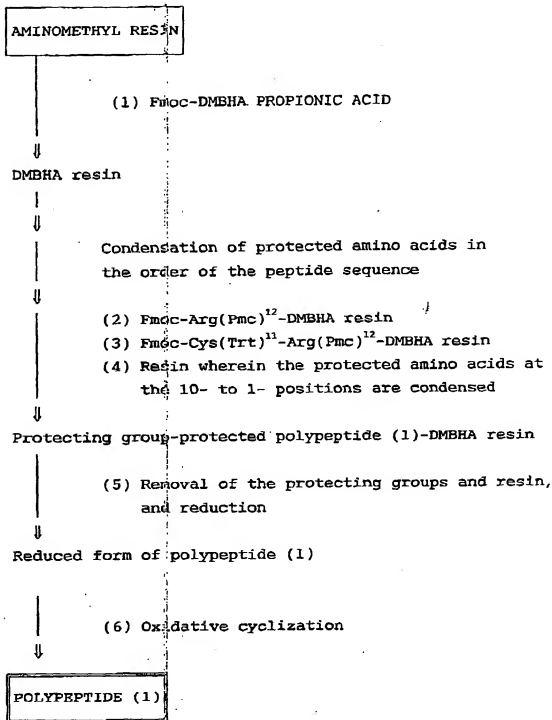 AMINOMETHYL RESIN
(1) Fmoc-DMBHA PROPIONIC ACID
DMBHA resin
Condensation of protected amino acids in
the order of the peptide sequence
(2) Fmoc-Arg(Pmc)¹²-DMBHA resin
(3) Fmoc-Cys(Trt)¹¹-Arg(Pmc)¹²-DMBHA resin
(4) Resin wherein the protected amino acids at
the 10- to 1- positions are condensed
Protecting group-protected polypeptide (1)-DMBHA resin
(5) Removal of the protecting groups and resin,
and reduction
Reduced form of polypeptide (1)
(6) Oxidative cyclization
POLYPEPTIDE (1)